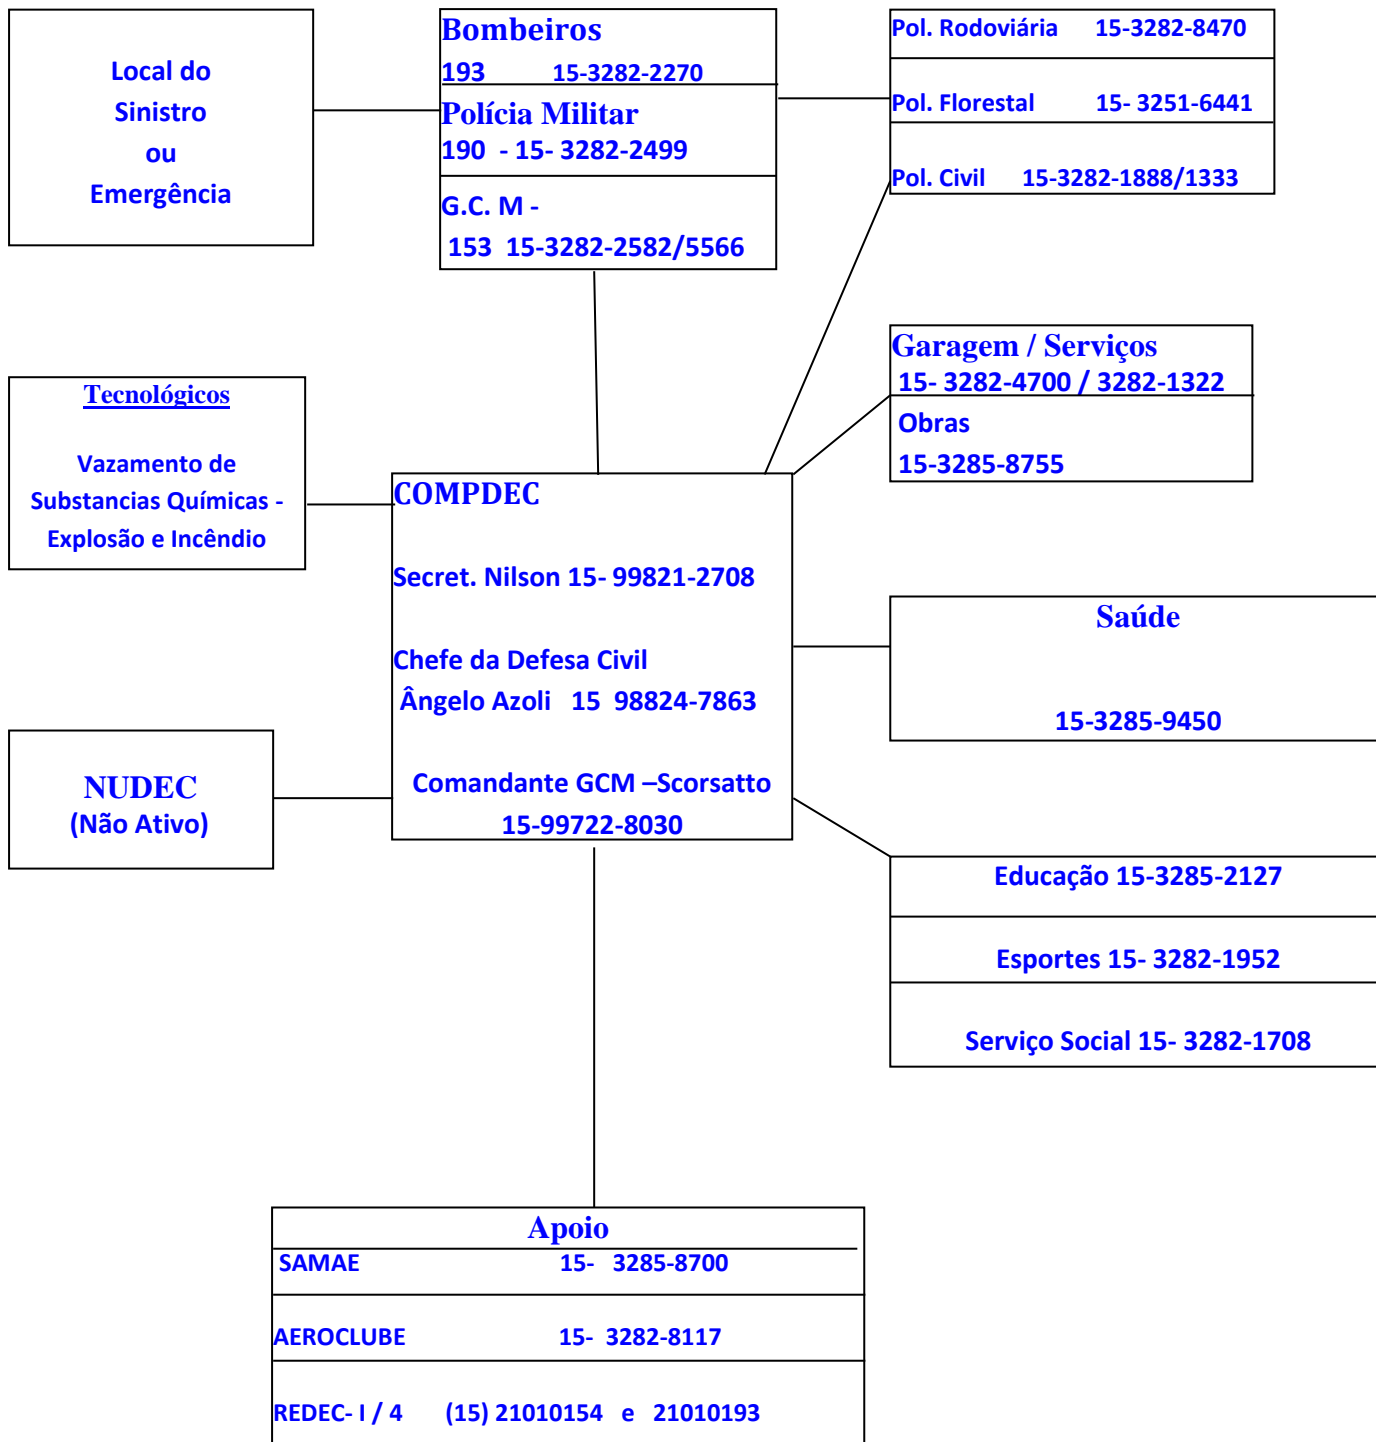 Local do
Sinistro
ou
Emergência
Bombeiros
193 15-3282-2270
Polícia Militar
190 - 15- 3282-2499
G.C. M -
153 15-3282-2582/5566
Pol. Rodoviária 15-3282-8470
Pol. Florestal 15- 3251-6441
Pol. Civil 15-3282-1888/1333
Garagem / Serviços
15- 3282-4700 / 3282-1322
Obras
15-3285-8755
Tecnológicos
Vazamento de
Substancias Químicas -
Explosão e Incêndio
COMPDEC
Secret. Nilson 15- 99821-2708
Chefe da Defesa Civil
Ângelo Azoli 15 98824-7863
Comandante GCM –Scorsatto
15-99722-8030
Saúde
15-3285-9450
NUDEC
(Não Ativo)
Educação 15-3285-2127
Esportes 15- 3282-1952
Serviço Social 15- 3282-1708
Apoio
SAMAE 15- 3285-8700
AEROCLUBE 15- 3282-8117
REDEC- I / 4 (15) 21010154 e 21010193